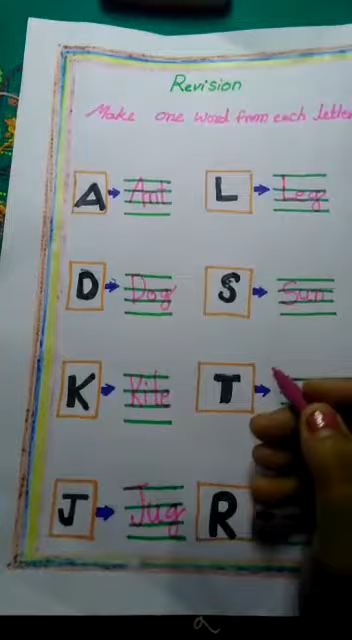 Revision
Make one word from each letter
A Ant L Leg
D Dog S Sun
K Kite T
J Jug R
a